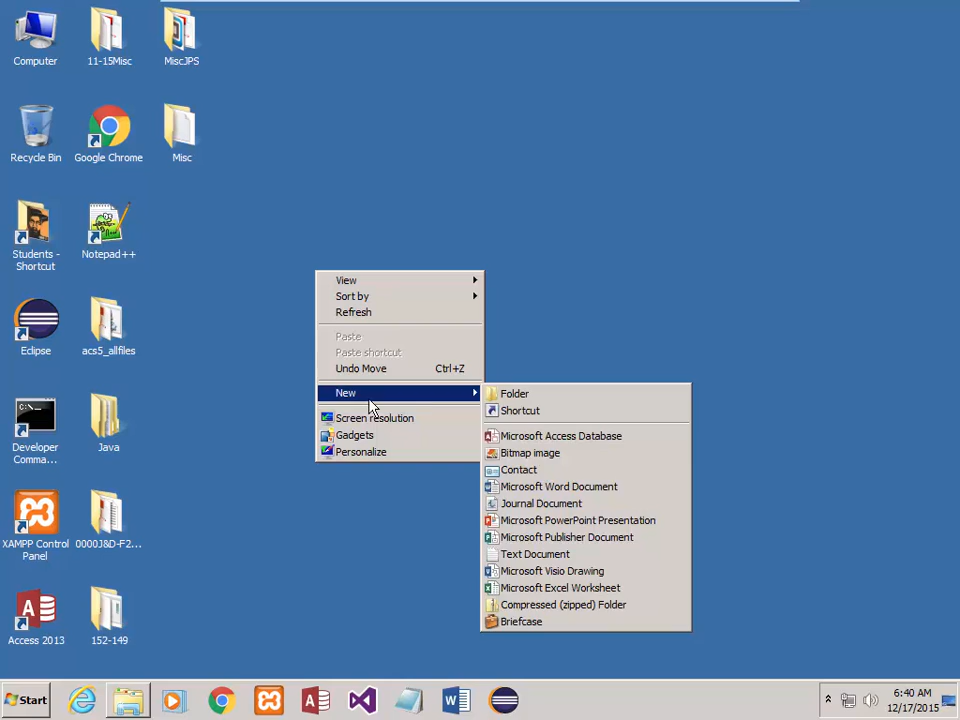 Computer
11-15Misc
MiscJPS
Recycle Bin
Google Chrome
Misc
Students -
Shortcut
Notepad++
Eclipse
acs5_allfiles
C:\_
Developer
Comma...
Java
XAMPP Control
Panel
0000J&D-F2...
Access 2013
152-149
View
Sort by
Refresh
Paste
Paste shortcut
Undo Move Ctrl+Z
New
Screen resolution
Gadgets
Personalize
Folder
Shortcut
Microsoft Access Database
Bitmap image
Contact
Microsoft Word Document
Journal Document
Microsoft PowerPoint Presentation
Microsoft Publisher Document
Text Document
Microsoft Visio Drawing
Microsoft Excel Worksheet
Compressed (zipped) Folder
Briefcase
Start
6:40 AM
12/17/2015